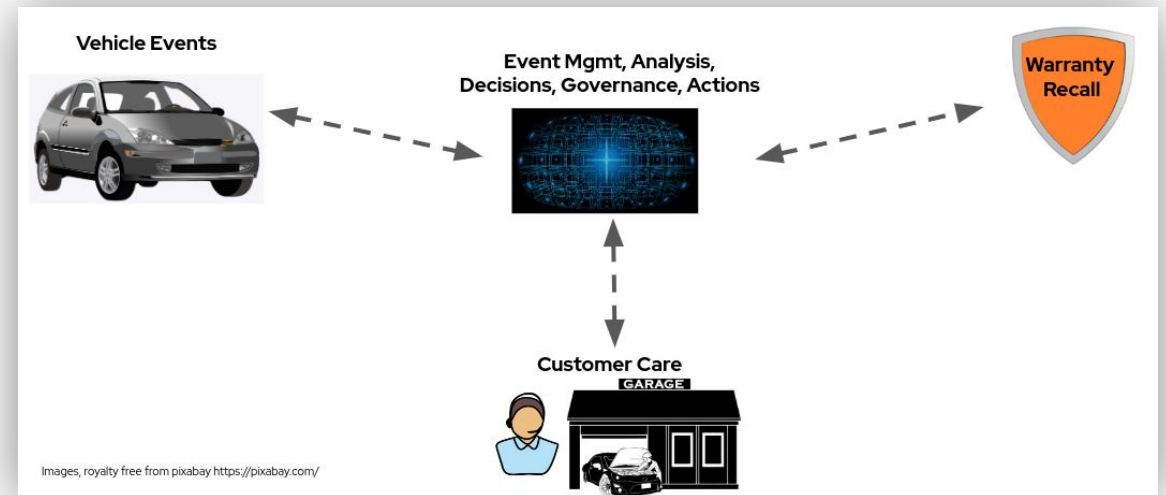 Vehicle Events
Event Mgmt, Analysis,
Decisions, Governance, Actions
Warranty
Recall
Customer Care
GARAGE
Images, royalty free from pixabay https://pixabay.com/